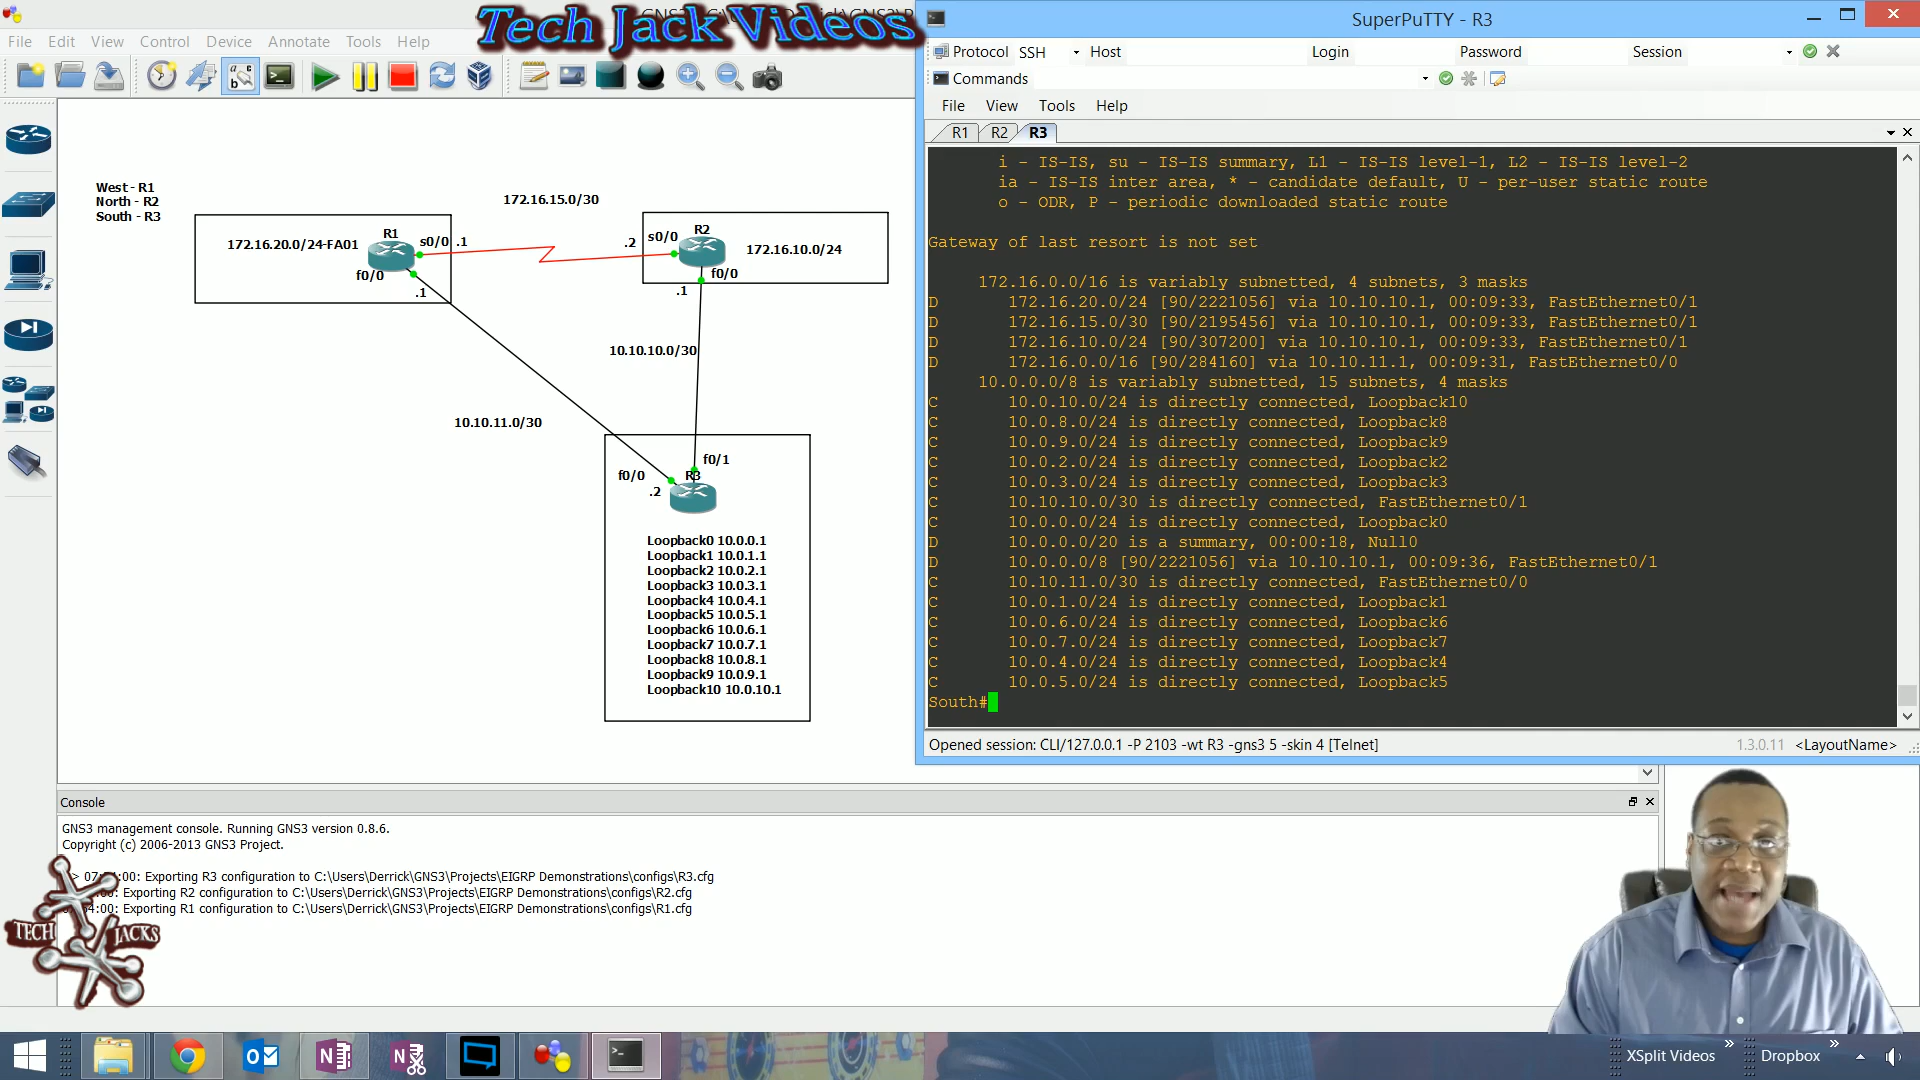 Tech Jack Videos
File Edit View Control Device Annotate Tools Help
West - R1
North - R2
South - R3
172.16.15.0/30
172.16.20.0/24-FA01
R1
s0/0 .1
f0/0
.1
.2 s0/0
R2
172.16.10.0/24
f0/0
.1
10.10.10.0/30
10.10.11.0/30
f0/1
f0/0
R3
.2
Loopback0 10.0.0.1
Loopback1 10.0.1.1
Loopback2 10.0.2.1
Loopback3 10.0.3.1
Loopback4 10.0.4.1
Loopback5 10.0.5.1
Loopback6 10.0.6.1
Loopback7 10.0.7.1
Loopback8 10.0.8.1
Loopback9 10.0.9.1
Loopback10 10.0.10.1
SuperPuTTY - R3
Protocol SSH Host Login Password Session
Commands
File View Tools Help
R1 R2 R3
i - IS-IS, su - IS-IS summary, L1 - IS-IS level-1, L2 - IS-IS level-2
ia - IS-IS inter area, * - candidate default, U - per-user static route
o - ODR, P - periodic downloaded static route
Gateway of last resort is not set
172.16.0.0/16 is variably subnetted, 4 subnets, 3 masks
D 172.16.20.0/24 [90/2221056] via 10.10.10.1, 00:09:33, FastEthernet0/1
D 172.16.15.0/30 [90/2195456] via 10.10.10.1, 00:09:33, FastEthernet0/1
D 172.16.10.0/24 [90/307200] via 10.10.10.1, 00:09:33, FastEthernet0/1
D 172.16.0.0/16 [90/284160] via 10.10.11.1, 00:09:31, FastEthernet0/0
10.0.0.0/8 is variably subnetted, 15 subnets, 4 masks
C 10.0.10.0/24 is directly connected, Loopback10
C 10.0.8.0/24 is directly connected, Loopback8
C 10.0.9.0/24 is directly connected, Loopback9
C 10.0.2.0/24 is directly connected, Loopback2
C 10.0.3.0/24 is directly connected, Loopback3
C 10.10.10.0/30 is directly connected, FastEthernet0/1
C 10.0.0.0/24 is directly connected, Loopback0
D 10.0.0.0/20 is a summary, 00:00:18, Null0
D 10.0.0.0/8 [90/2221056] via 10.10.10.1, 00:09:36, FastEthernet0/1
C 10.10.11.0/30 is directly connected, FastEthernet0/0
C 10.0.1.0/24 is directly connected, Loopback1
C 10.0.6.0/24 is directly connected, Loopback6
C 10.0.7.0/24 is directly connected, Loopback7
C 10.0.4.0/24 is directly connected, Loopback4
C 10.0.5.0/24 is directly connected, Loopback5
South#
Opened session: CLI/127.0.0.1 -P 2103 -wt R3 -gns3 5 -skin 4 [Telnet] 1.3.0.11 <LayoutName>
Console
GNS3 management console. Running GNS3 version 0.8.6.
Copyright (c) 2006-2013 GNS3 Project.
Exporting R3 configuration to C:\Users\Derrick\GNS3\Projects\EIGRP Demonstrations\configs\R3.cfg
Exporting R2 configuration to C:\Users\Derrick\GNS3\Projects\EIGRP Demonstrations\configs\R2.cfg
Exporting R1 configuration to C:\Users\Derrick\GNS3\Projects\EIGRP Demonstrations\configs\R1.cfg
TECH JACKS
XSplit Videos Dropbox